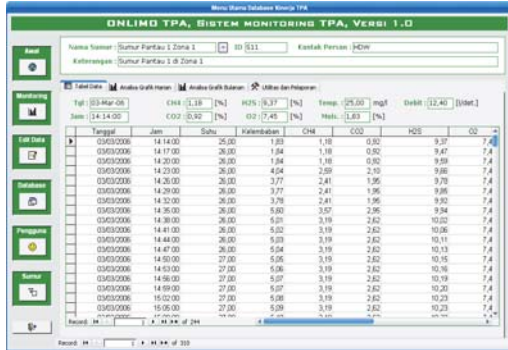 Menu Utama Database Kinerja TPA
ONLIMO TPA, SISTEM MONITORING TPA, VERSI 1.0
Awal
Monitoring
Edit Data
Database
Pengguna
Sumur
Nama Sumur : Sumur Pantau 1 Zona 1 ID S11 Kontak Person : HDW
Keterangan : Sumur Pantau 1 di Zona 1
Tabel Data Analisa Grafik Harian Analisa Grafik Bulanan Utilitas dan Pelaporan
Tgl : 03-Mar-06 CH4 : 1,18 [%] H2S : 9,37 [%] Temp. : 25,00 mg/l Debit : 12,40 [l/det.]
Jam : 14:14:00 CO2 : 0,92 [%] O2 : 7,45 [%] Mois. : 1,83 [%]
Tanggal Jam Suhu Kelembaban CH4 CO2 H2S O2
03/03/2006 14:14:00 25,00 1,83 1,18 0,92 9,37 7,4
03/03/2006 14:17:00 26,00 1,84 1,18 0,92 9,47 7,4
03/03/2006 14:20:00 26,00 1,84 1,18 0,92 9,59 7,4
03/03/2006 14:23:00 26,00 4,04 2,59 2,10 9,66 7,4
03/03/2006 14:26:00 26,00 3,77 2,41 1,95 9,78 7,4
03/03/2006 14:29:00 26,00 3,77 2,41 1,95 9,85 7,4
03/03/2006 14:32:00 26,00 3,78 2,41 1,95 9,92 7,4
03/03/2006 14:35:00 26,00 5,60 3,57 2,95 9,94 7,4
03/03/2006 14:38:00 26,00 5,01 3,19 2,62 10,02 7,4
03/03/2006 14:41:00 26,00 5,02 3,19 2,62 10,06 7,4
03/03/2006 14:44:00 26,00 5,03 3,19 2,62 10,11 7,4
03/03/2006 14:47:00 26,00 5,04 3,19 2,62 10,13 7,4
03/03/2006 14:50:00 27,00 5,05 3,19 2,62 10,15 7,4
03/03/2006 14:53:00 27,00 5,06 3,19 2,62 10,16 7,4
03/03/2006 14:56:00 27,00 5,07 3,19 2,62 10,19 7,4
03/03/2006 14:59:00 27,00 5,07 3,19 2,62 10,20 7,4
03/03/2006 15:02:00 27,00 5,08 3,19 2,62 10,23 7,4
03/03/2006 15:05:00 27,00 5,09 3,19 2,62 10,23 7,4
Record: 1 of 294
Record: 1 of 310